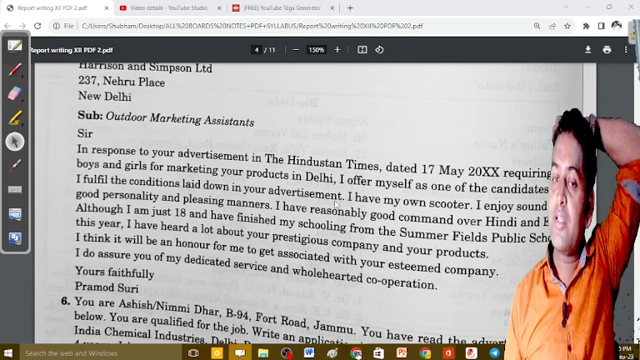 Report writing XII PDF 2.pdf
Video details - YouTube Studio
[FREE] YouTube Tags Generator
File
C:/Users/Shubham/Desktop/ALL%20BOARDS%20NOTES+PDF+SYLLABUS/Report%20writing%20XII%20PDF%202.pdf
Report writing XII PDF 2.pdf
4 / 11
150%
Harrison and Simpson Ltd
237, Nehru Place
New Delhi
Sub: Outdoor Marketing Assistants
Sir
In response to your advertisement in The Hindustan Times, dated 17 May 20XX requiring
boys and girls for marketing your products in Delhi, I offer myself as one of the candidates
I fulfil the conditions laid down in your advertisement. I have my own scooter. I enjoy sound
good personality and pleasing manners. I have reasonably good command over Hindi and E
Although I am just 18 and have finished my schooling from the Summer Fields Public Scho
this year, I have heard a lot about your prestigious company and your products.
I think it will be an honour for me to get associated with your esteemed company.
I do assure you of my dedicated service and wholehearted co-operation.
Yours faithfully
Pramod Suri
6. You are Ashish/Nimmi Dhar, B-94, Fort Road, Jammu. You have read the adver
below. You are qualified for the job. Write an application
India Chemical Industries, Delhi,
Search the web and Windows